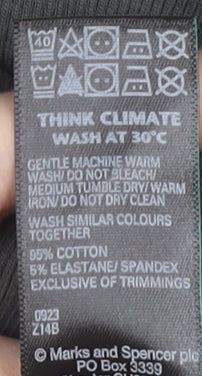 40
THINK CLIMATE
WASH AT 30°C
GENTLE MACHINE WARM
WASH/ DO NOT BLEACH/
MEDIUM TUMBLE DRY/ WARM
IRON/ DO NOT DRY CLEAN
WASH SIMILAR COLOURS
TOGETHER
95% COTTON
5% ELASTANE/ SPANDEX
EXCLUSIVE OF TRIMMINGS
0923
Z14B
© Marks and Spencer plc
PO Box 3339